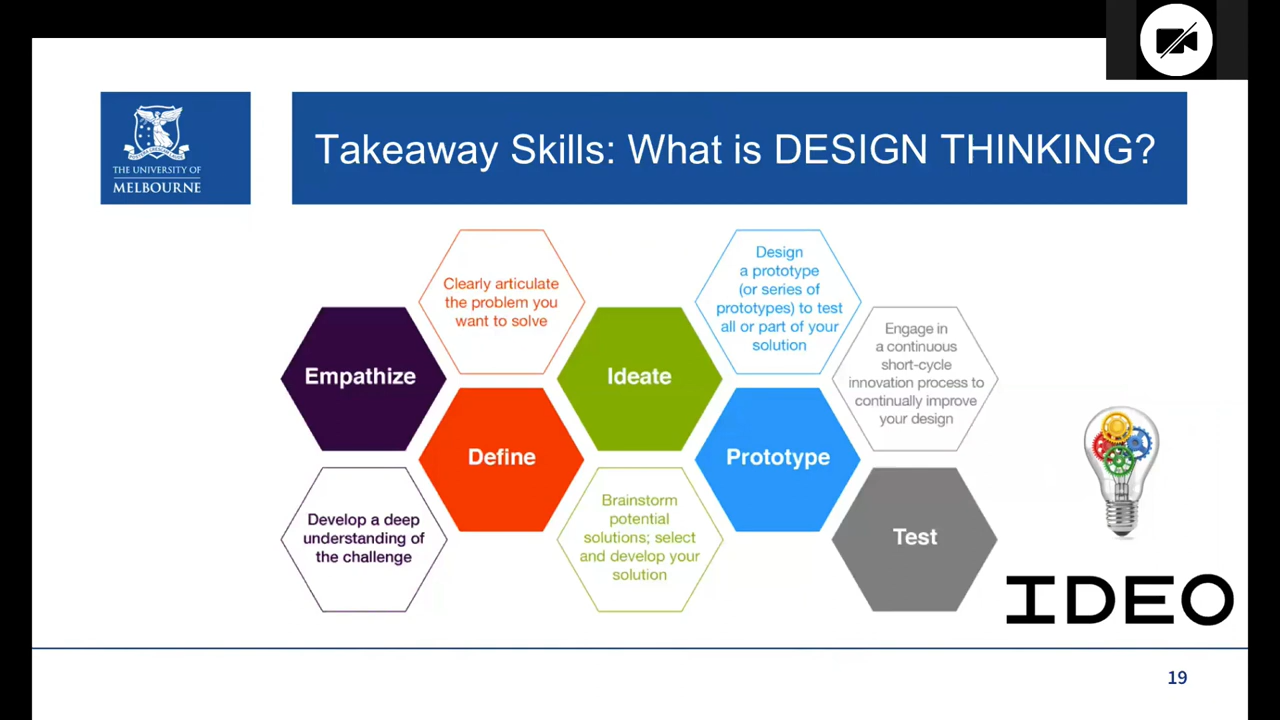 THE UNIVERSITY OF
MELBOURNE
Takeaway Skills: What is DESIGN THINKING?
Empathize
Develop a deep
understanding of
the challenge
Clearly articulate
the problem you
want to solve
Define
Ideate
Brainstorm
potential
solutions; select
and develop your
solution
Design
a prototype
(or series of
prototypes) to test
all or part of your
solution
Prototype
Engage in
a continuous
short-cycle
innovation process to
continually improve
your design
Test
IDEO
19